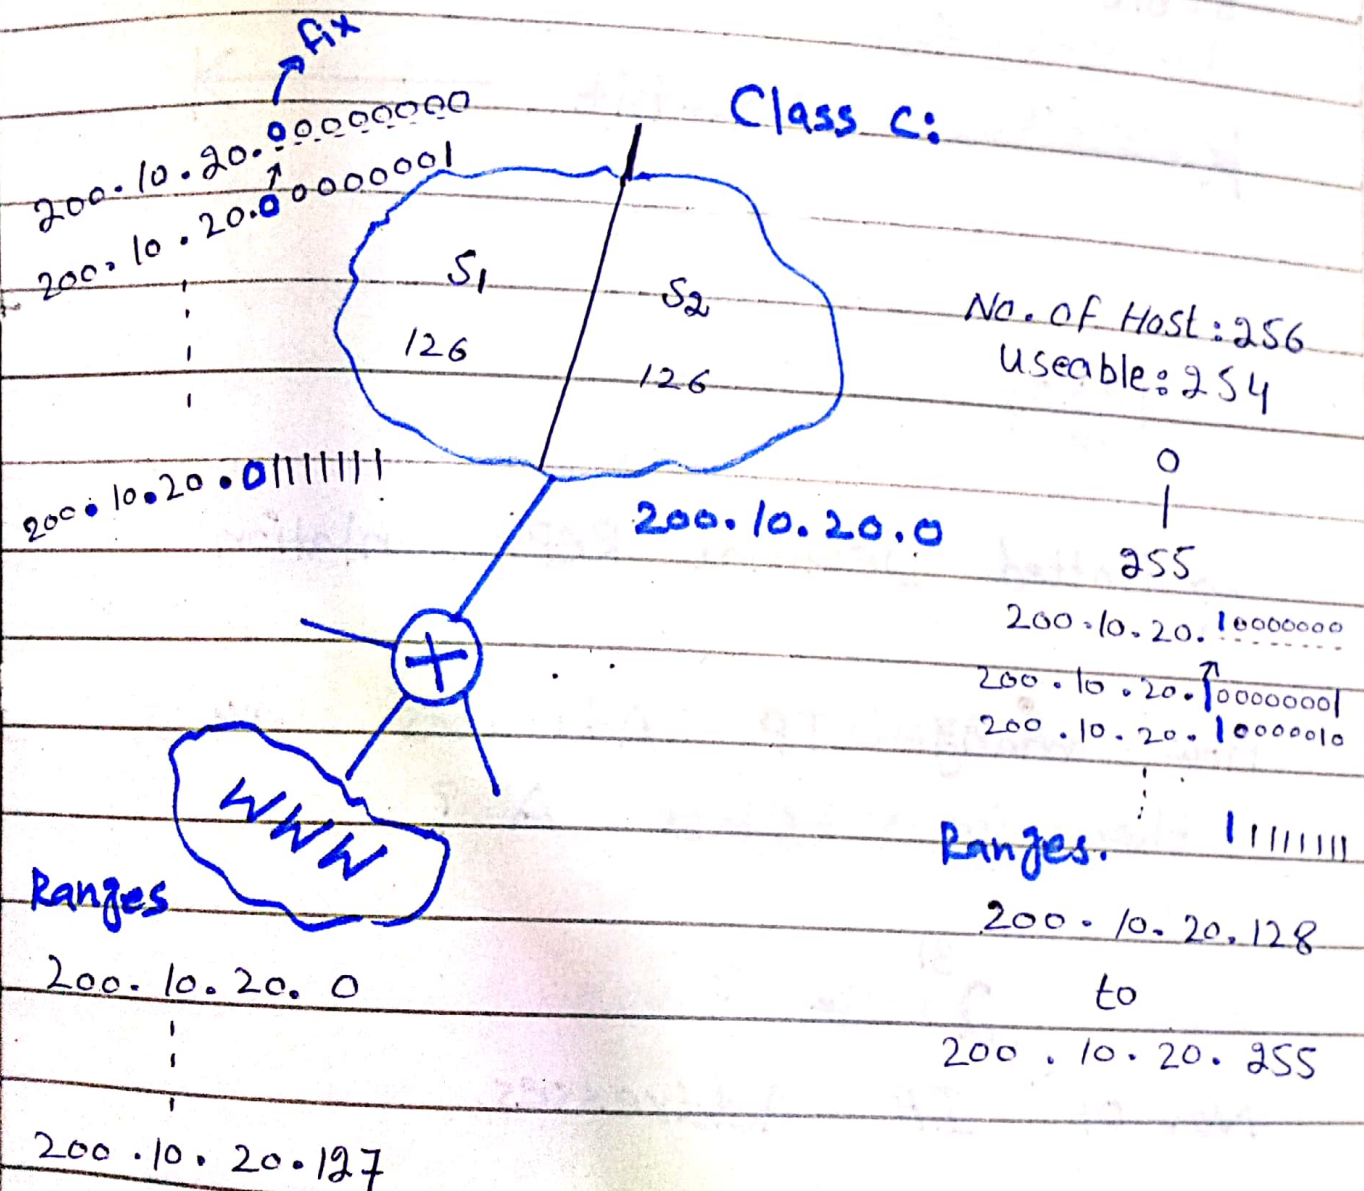 fix
200.10.20.00000000
200.10.20.00000001
Class C:
S1
S2
126
126
No. of Host: 256
Useable: 254
0
255
200.10.20.01111111
200.10.20.0
200.10.20.10000000
200.10.20.10000001
200.10.20.10000010
11111111
WWW
Ranges.
200.10.20.128
to
200.10.20.255
Ranges
200.10.20.0
200.10.20.127